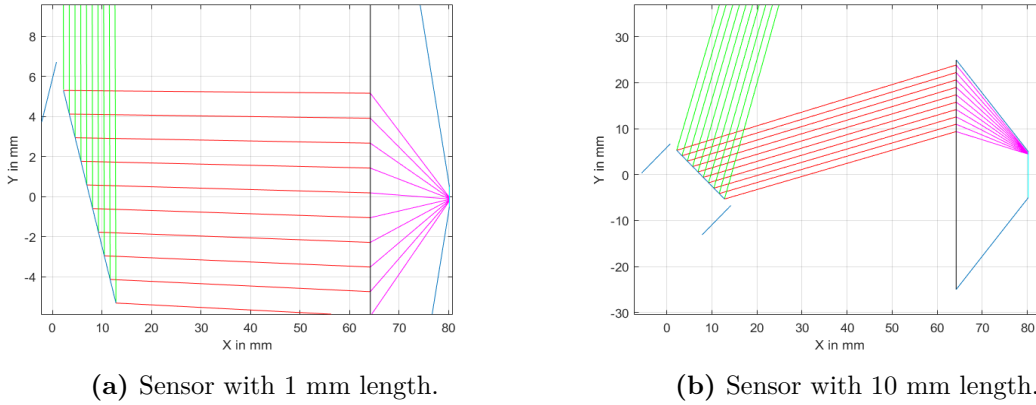 8
6
4
2
0
-2
-4
Y in mm
0 10 20 30 40 50 60 70 80
X in mm
(a) Sensor with 1 mm length.
30
20
10
0
-10
-20
-30
Y in mm
0 10 20 30 40 50 60 70 80
X in mm
(b) Sensor with 10 mm length.